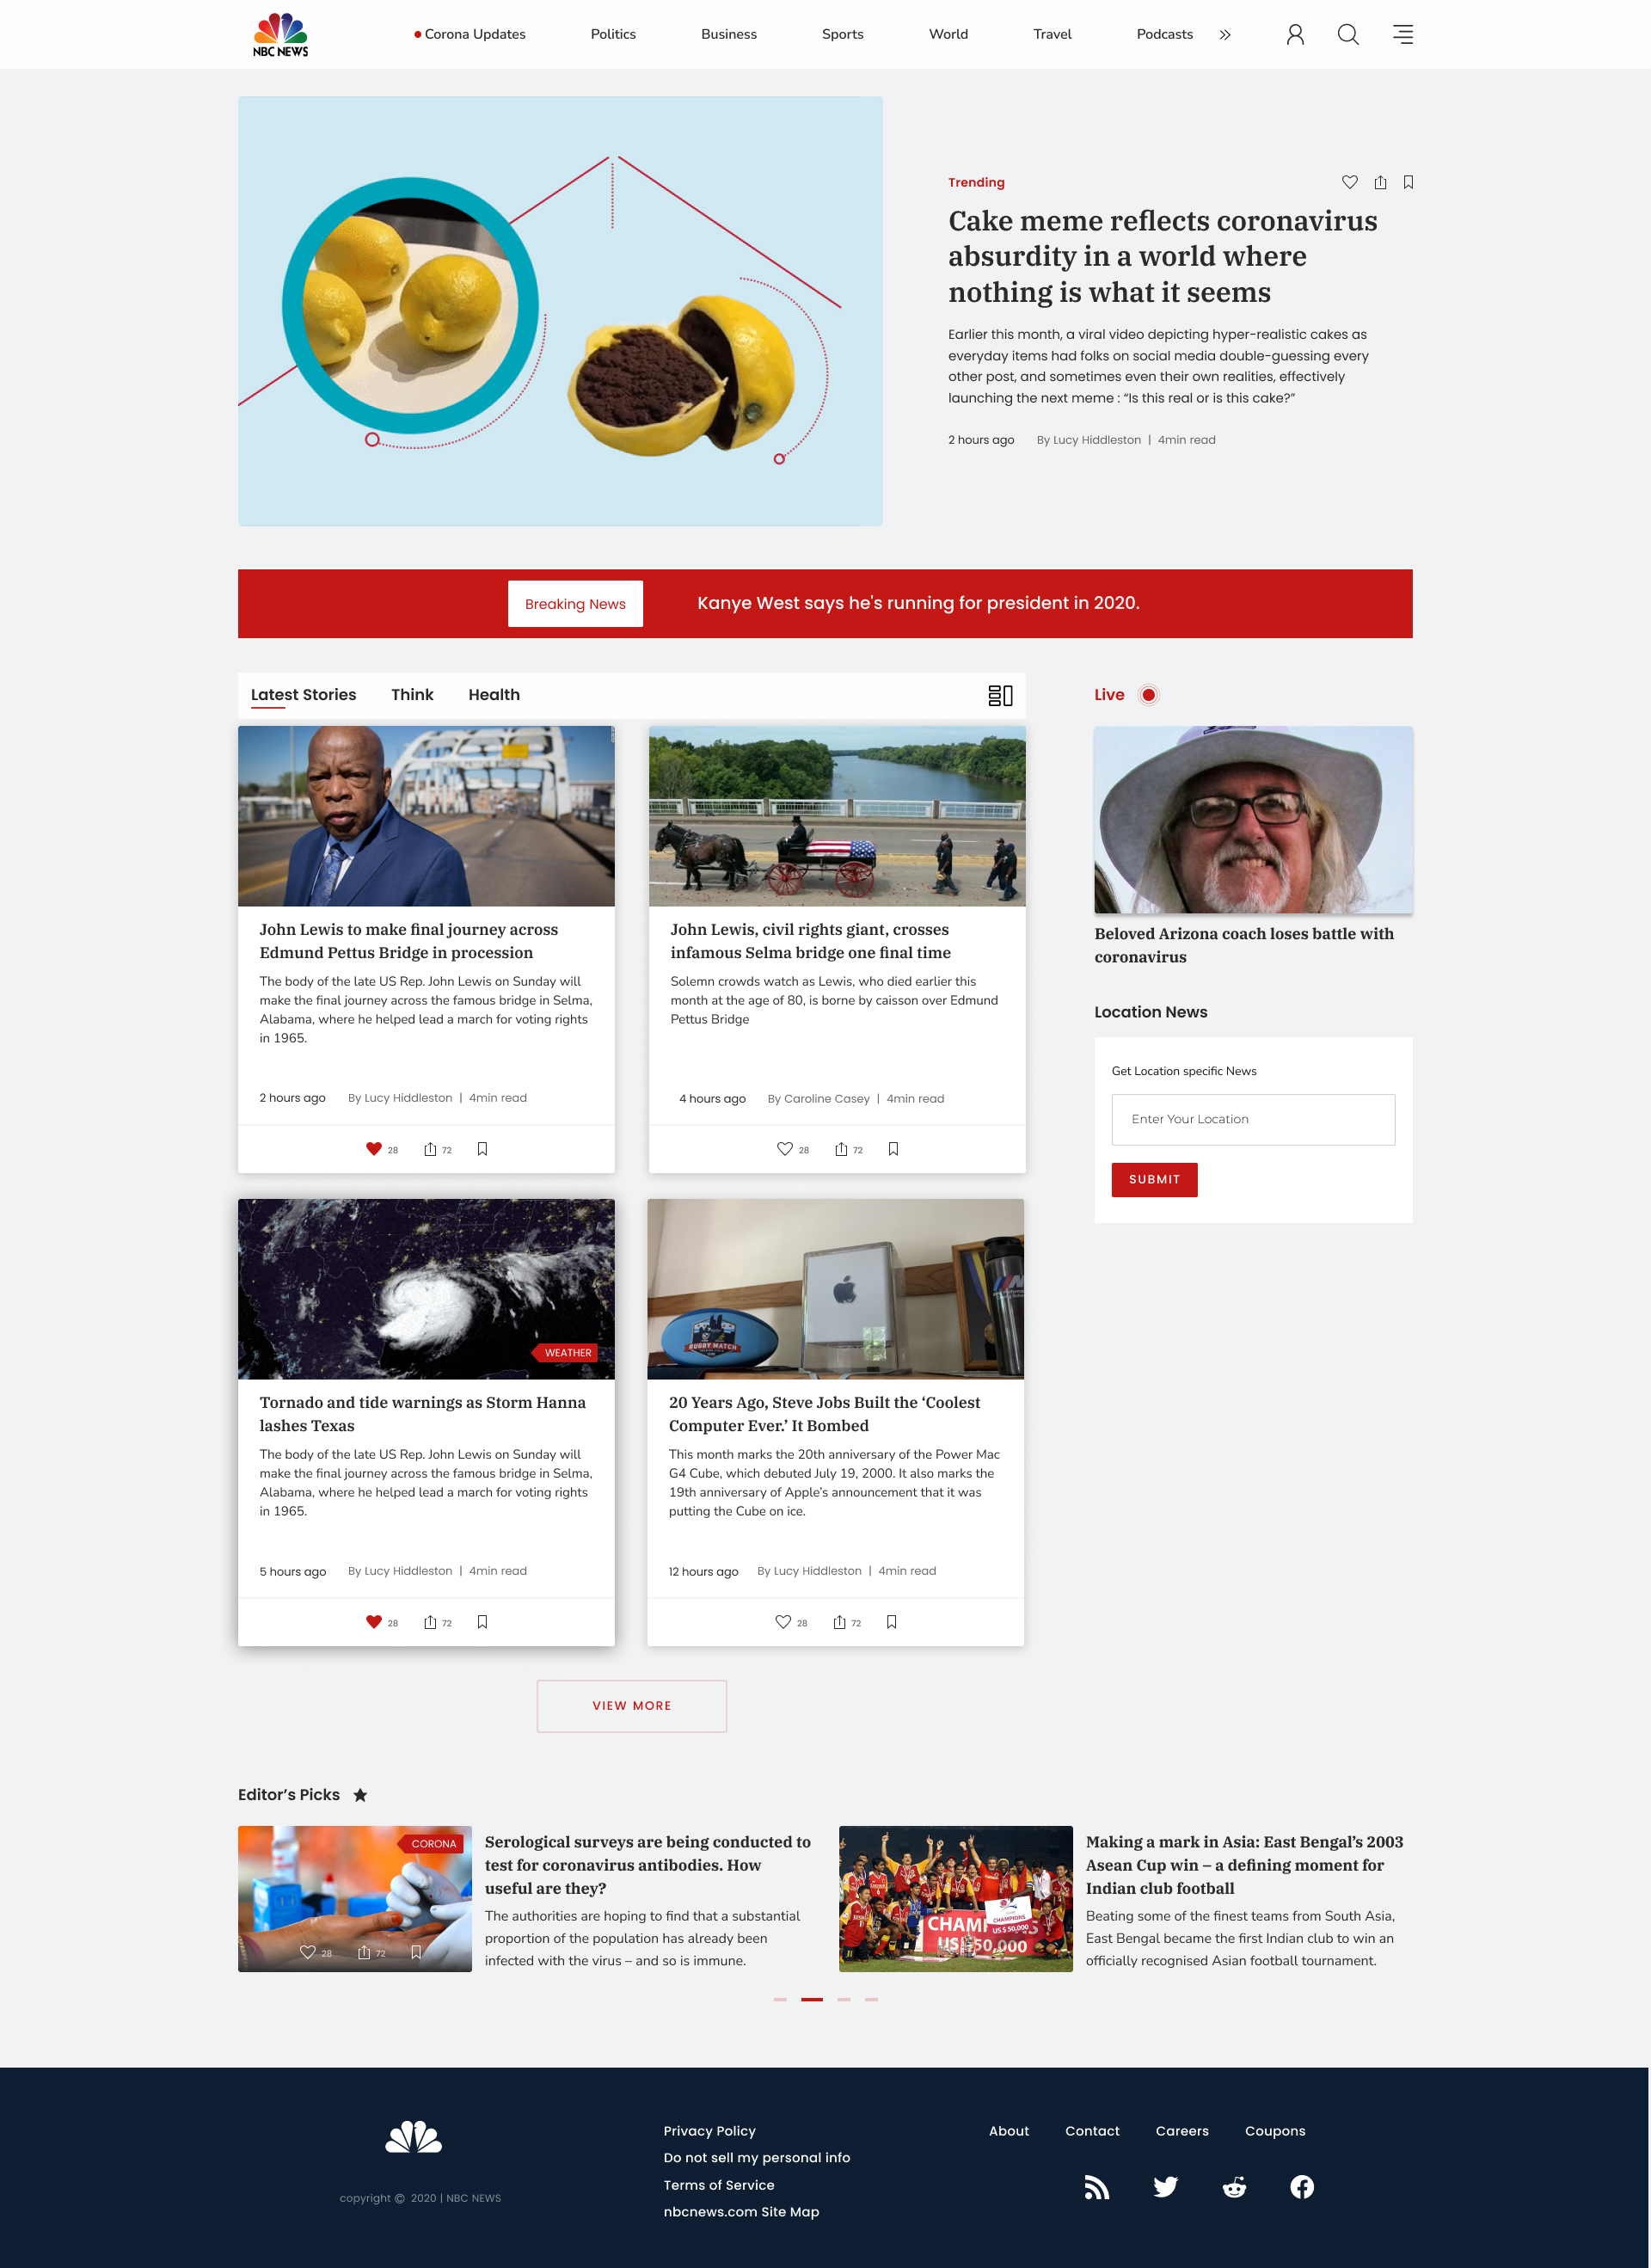 NBC NEWS
Corona Updates
Politics
Business
Sports
World
Travel
Podcasts
Trending
Cake meme reflects coronavirus
absurdity in a world where
nothing is what it seems
Earlier this month, a viral video depicting hyper-realistic cakes as
everyday items had folks on social media double-guessing every
other post, and sometimes even their own realities, effectively
launching the next meme : “Is this real or is this cake?”
2 hours ago
By Lucy Hiddleston | 4min read
Breaking News
Kanye West says he's running for president in 2020.
Latest Stories
Think
Health
John Lewis to make final journey across
Edmund Pettus Bridge in procession
The body of the late US Rep. John Lewis on Sunday will
make the final journey across the famous bridge in Selma,
Alabama, where he helped lead a march for voting rights
in 1965.
2 hours ago
By Lucy Hiddleston | 4min read
28
72
John Lewis, civil rights giant, crosses
infamous Selma bridge one final time
Solemn crowds watch as Lewis, who died earlier this
month at the age of 80, is borne by caisson over Edmund
Pettus Bridge
4 hours ago
By Caroline Casey | 4min read
28
72
WEATHER
Tornado and tide warnings as Storm Hanna
lashes Texas
The body of the late US Rep. John Lewis on Sunday will
make the final journey across the famous bridge in Selma,
Alabama, where he helped lead a march for voting rights
in 1965.
5 hours ago
By Lucy Hiddleston | 4min read
28
72
RUGBY MATCH
20 Years Ago, Steve Jobs Built the ‘Coolest
Computer Ever.’ It Bombed
This month marks the 20th anniversary of the Power Mac
G4 Cube, which debuted July 19, 2000. It also marks the
19th anniversary of Apple’s announcement that it was
putting the Cube on ice.
12 hours ago
By Lucy Hiddleston | 4min read
28
72
VIEW MORE
Live
Beloved Arizona coach loses battle with
coronavirus
Location News
Get Location specific News
Enter Your Location
SUBMIT
Editor’s Picks
CORONA
28
72
Serological surveys are being conducted to
test for coronavirus antibodies. How
useful are they?
The authorities are hoping to find that a substantial
proportion of the population has already been
infected with the virus – and so is immune.
CHAMPIONS
US $ 50,000
US$ 50,000
Making a mark in Asia: East Bengal’s 2003
Asean Cup win – a defining moment for
Indian club football
Beating some of the finest teams from South Asia,
East Bengal became the first Indian club to win an
officially recognised Asian football tournament.
copyright © 2020 | NBC NEWS
Privacy Policy
Do not sell my personal info
Terms of Service
nbcnews.com Site Map
About
Contact
Careers
Coupons